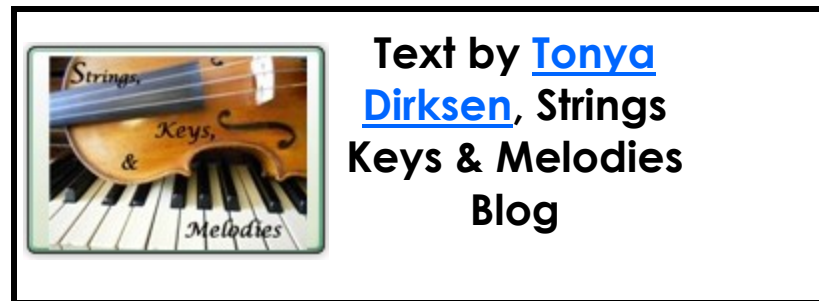 Strings,
Keys,
&
Melodies
Text by Tonya
Dirksen, Strings
Keys & Melodies
Blog